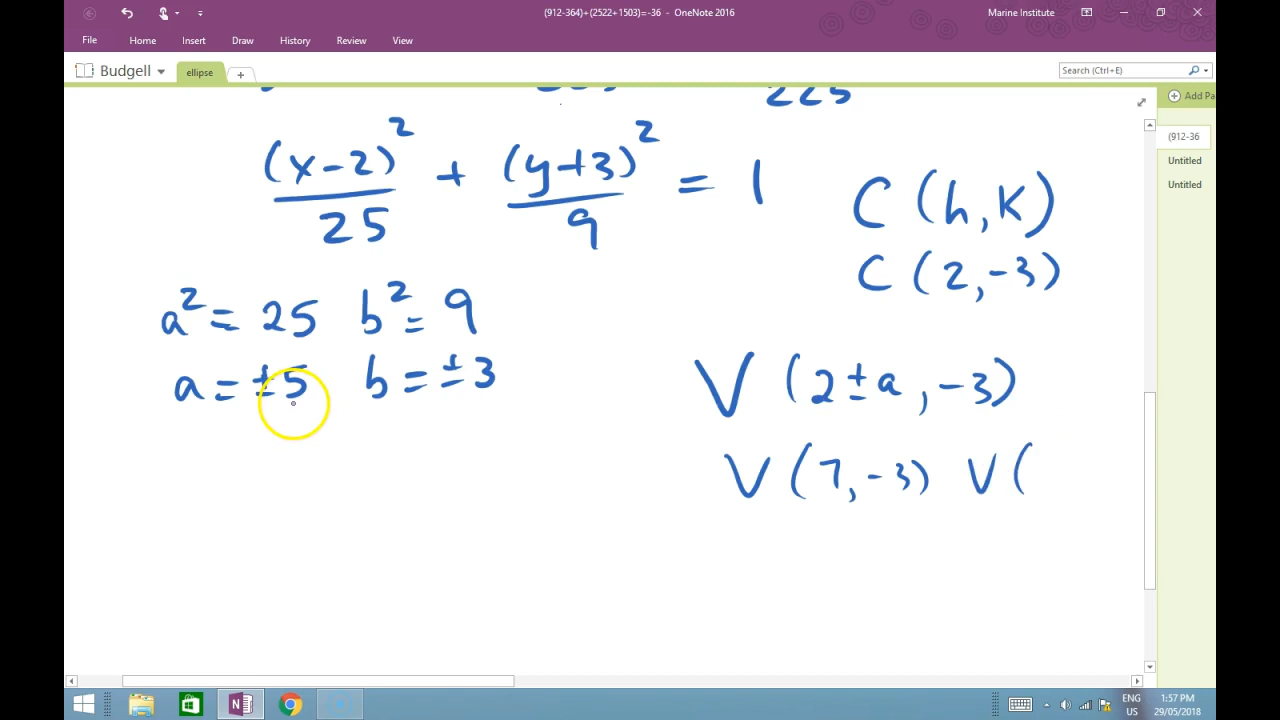 (912-364)+(2522+1503)=-36 - OneNote 2016
Marine Institute
File Home Insert Draw History Review View
Budgell ellipse
Search (Ctrl+E)
Add Pa
(912-36
Untitled
Untitled
225
(x-2)² + (y+3)² = 1
25 9
C (h, K)
C (2, -3)
a² = 25 b² = 9
a = ±5 b = ±3
V (2 ± a, -3)
V (7, -3) V (
ENG
US
1:57 PM
29/05/2018